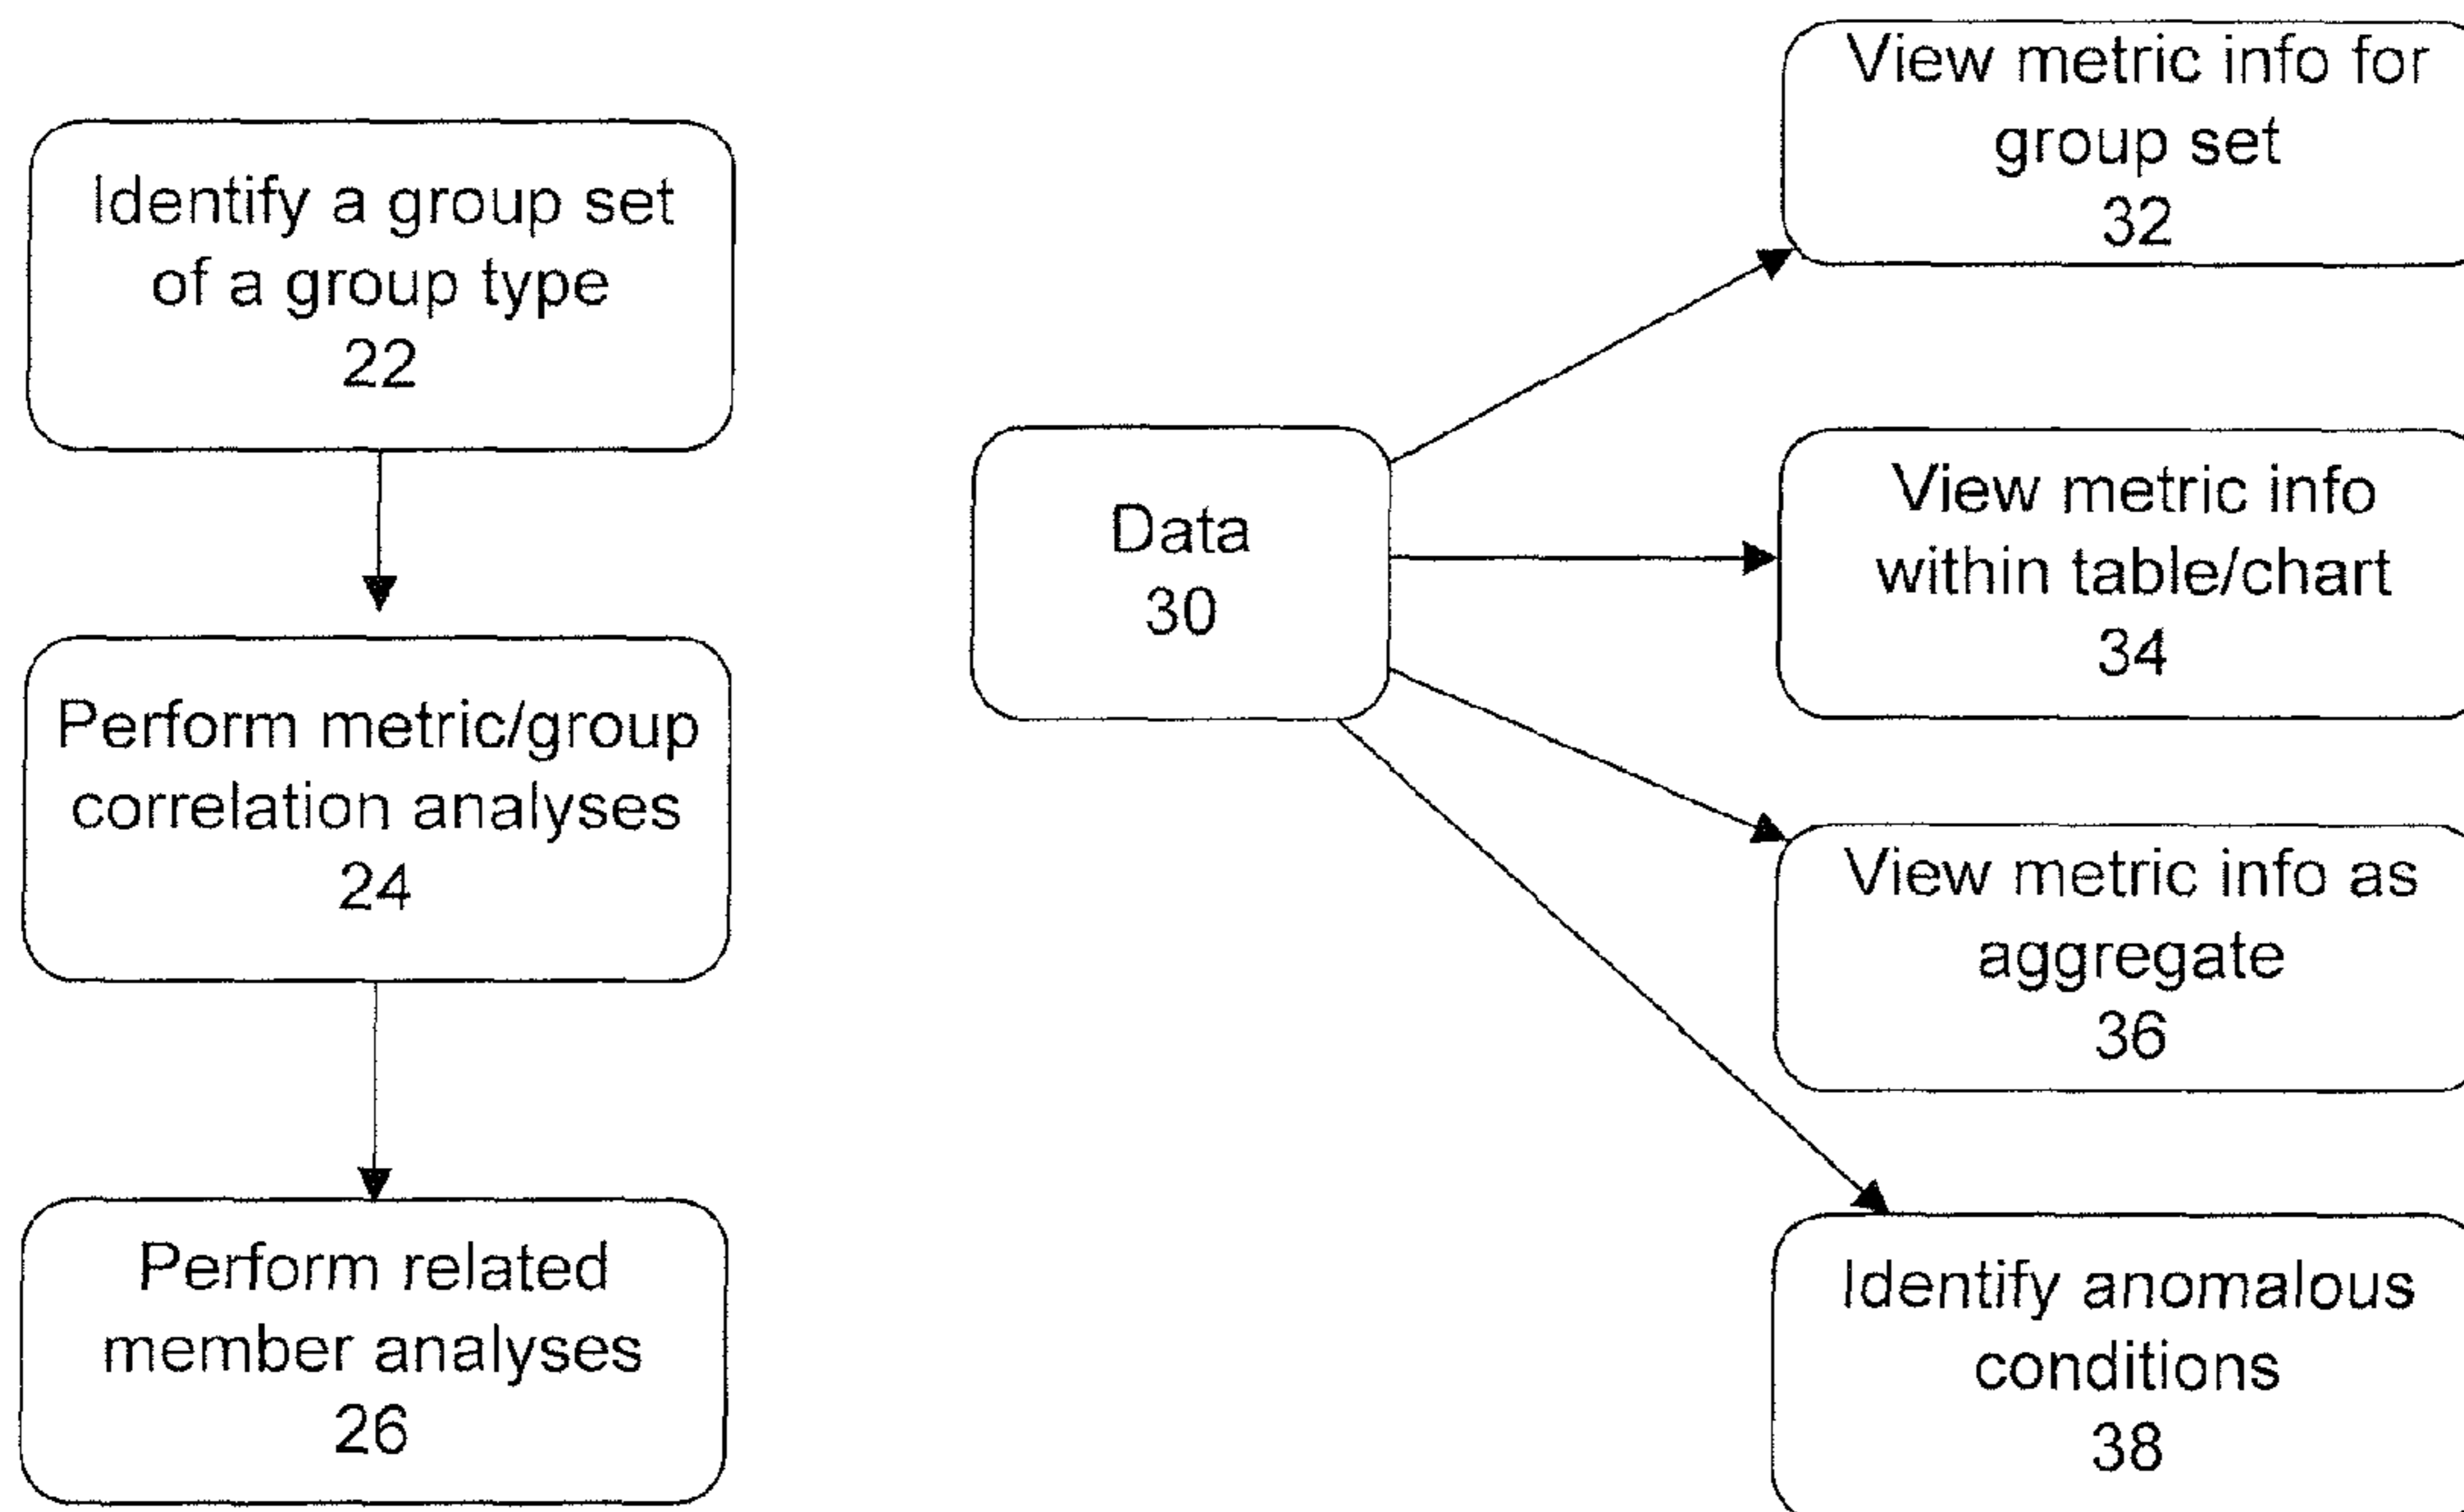 Identify a group set
of a group type
22
Perform metric/group
correlation analyses
24
Perform related
member analyses
26
Data
30
View metric info for
group set
32
View metric info
within table/chart
34
View metric info as
aggregate
36
Identify anomalous
conditions
38